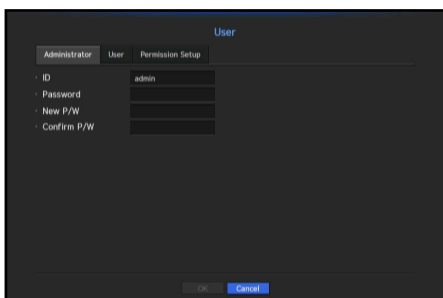 User
Administrator User Permission Setup
ID admin
Password
New P/W
Confirm P/W
OK Cancel